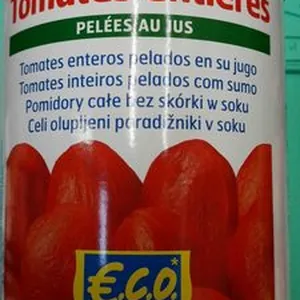 Tomates entières
PELÉES AU JUS
Tomates enteros pelados en su jugo
Tomates inteiros pelados com sumo
Pomidory całe bez skórki w soku
Celi olupljeni paradižniki v soku
€.C.O.*